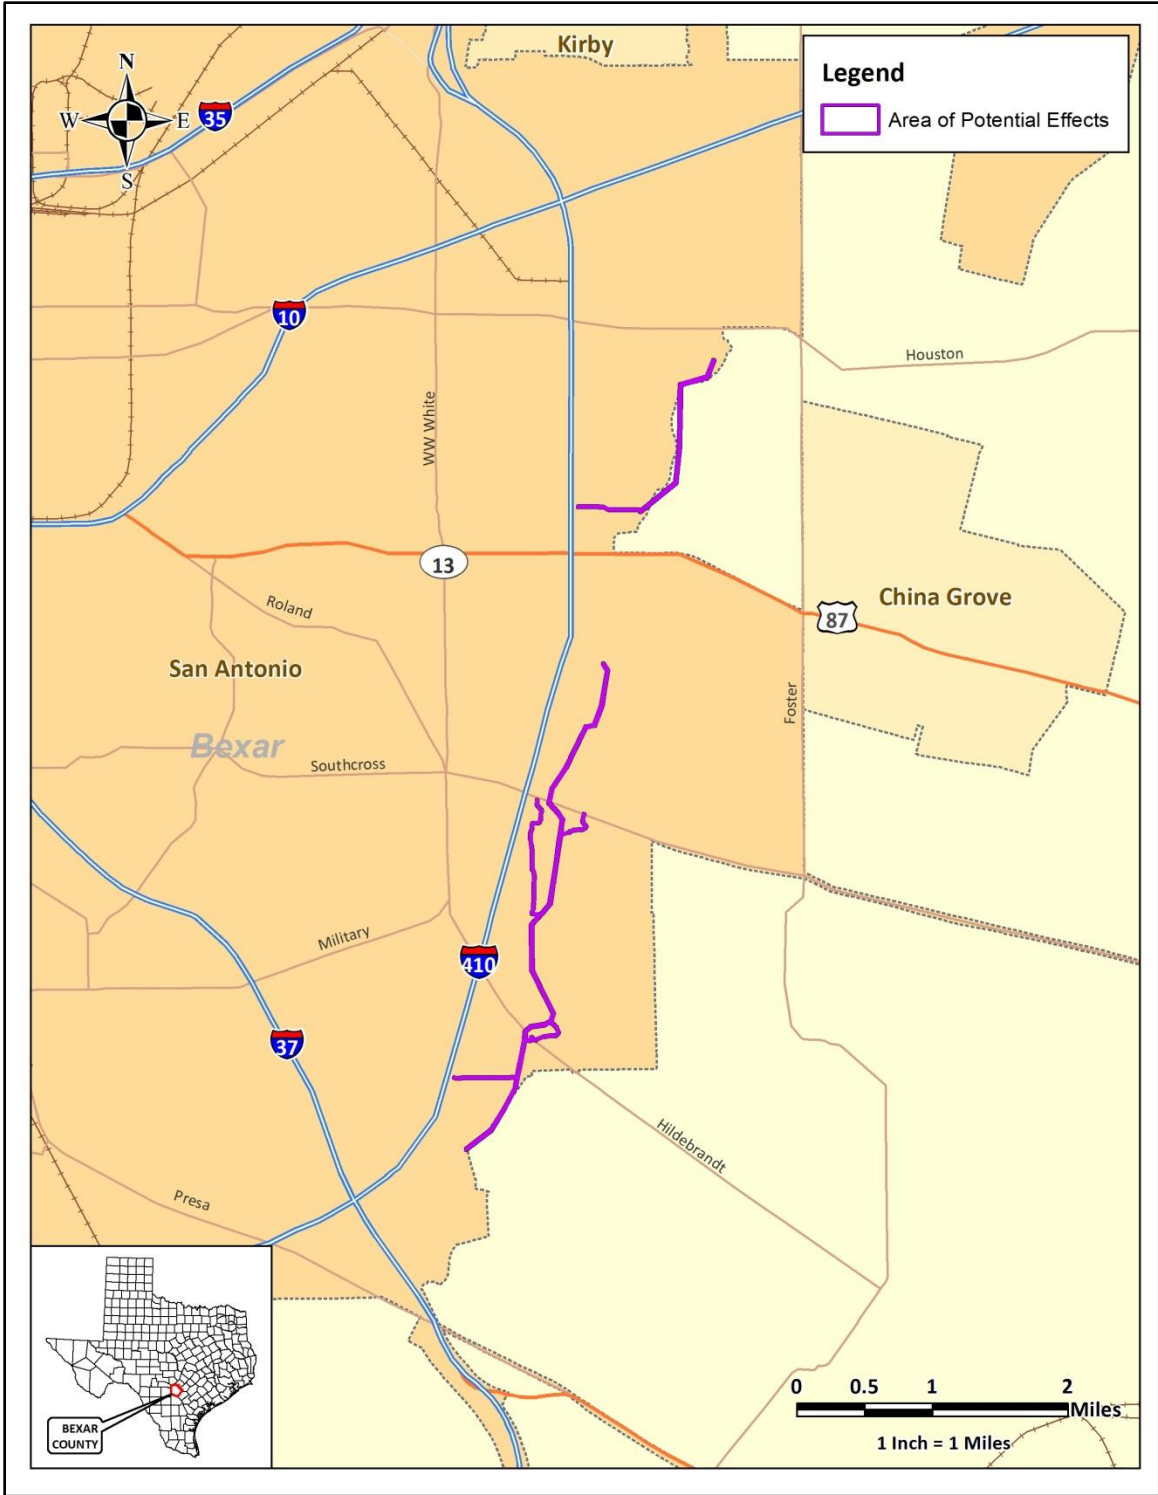 Kirby
Legend
Area of Potential Effects
N
W
E
S
35
10
Houston
WW White
13
China Grove
87
Roland
San Antonio
Foster
Bexar
Southcross
Military
410
37
Hildebrandt
Presa
BEXAR
COUNTY
0 0.5 1 2
Miles
1 Inch = 1 Miles